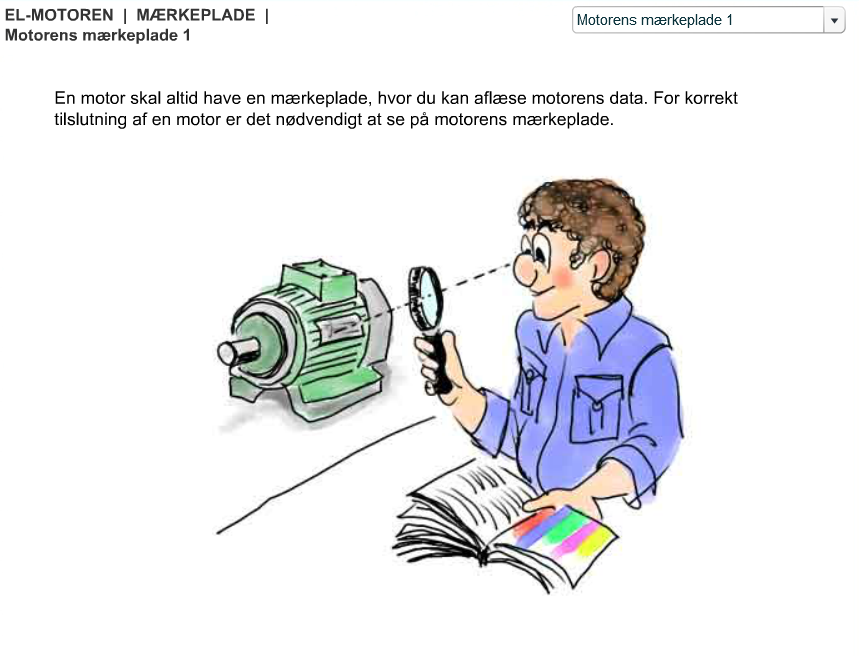 EL-MOTOREN | MÆRKEPLADE |
Motorens mærkeplade 1
Motorens mærkeplade 1
En motor skal altid have en mærkeplade, hvor du kan aflæse motorens data. For korrekt
tilslutning af en motor er det nødvendigt at se på motorens mærkeplade.